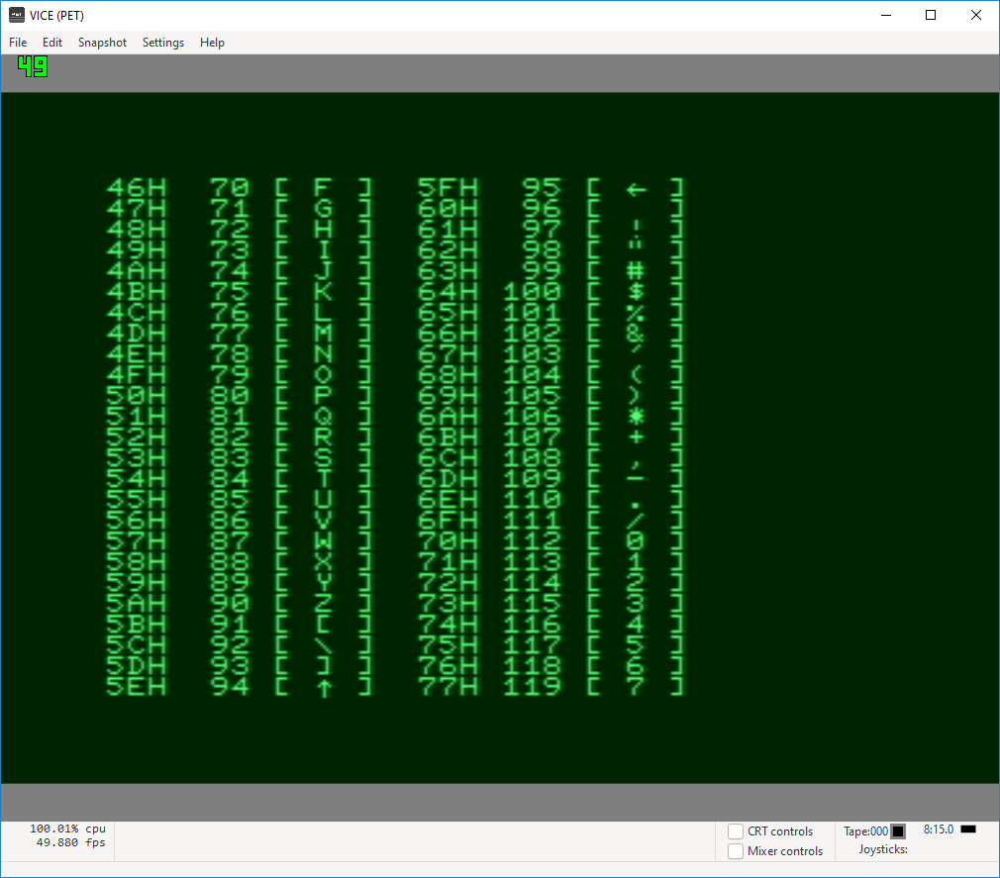 VICE (PET)
File Edit Snapshot Settings Help
49
46H 70 [ F ] 5FH 95 [ ← ]
47H 71 [ G ] 60H 96 [   ]
48H 72 [ H ] 61H 97 [ ! ]
49H 73 [ I ] 62H 98 [ " ]
4AH 74 [ J ] 63H 99 [ # ]
4BH 75 [ K ] 64H 100 [ $ ]
4CH 76 [ L ] 65H 101 [ % ]
4DH 77 [ M ] 66H 102 [ & ]
4EH 78 [ N ] 67H 103 [ ' ]
4FH 79 [ O ] 68H 104 [ ( ]
50H 80 [ P ] 69H 105 [ ) ]
51H 81 [ Q ] 6AH 106 [ * ]
52H 82 [ R ] 6BH 107 [ + ]
53H 83 [ S ] 6CH 108 [ , ]
54H 84 [ T ] 6DH 109 [ - ]
55H 85 [ U ] 6EH 110 [ . ]
56H 86 [ V ] 6FH 111 [ / ]
57H 87 [ W ] 70H 112 [ 0 ]
58H 88 [ X ] 71H 113 [ 1 ]
59H 89 [ Y ] 72H 114 [ 2 ]
5AH 90 [ Z ] 73H 115 [ 3 ]
5BH 91 [ [ ] 74H 116 [ 4 ]
5CH 92 [ \ ] 75H 117 [ 5 ]
5DH 93 [ ] ] 76H 118 [ 6 ]
5EH 94 [ ↑ ] 77H 119 [ 7 ]
100.01% cpu CRT controls Tape:000 8:15.0
49.880 fps Mixer controls Joysticks: